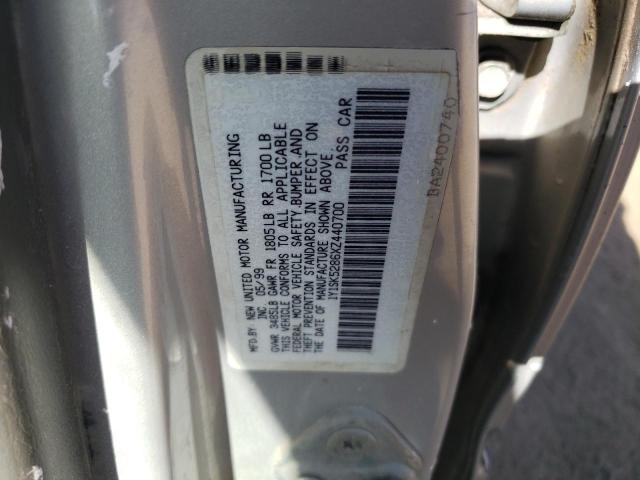 MFD.BY: NEW UNITED MOTOR MANUFACTURING
INC. 05/99
GVWR 3485LB GAWR FR 1805LB RR 1700LB
THIS VEHICLE CONFORMS TO ALL APPLICABLE
FEDERAL MOTOR VEHICLE SAFETY,BUMPER,AND
THEFT PREVENTION STANDARDS IN EFFECT ON
THE DATE OF MANUFACTURE SHOWN ABOVE.
1Y1SK5286XZ440700 PASS CAR
BA2400740